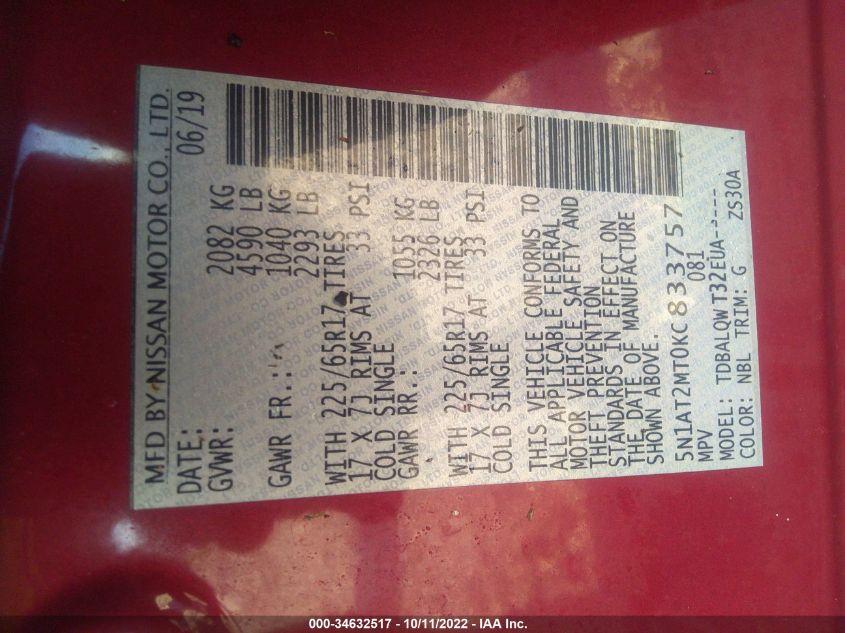 MFD BY NISSAN MOTOR CO., LTD.
DATE: 06/19
GVWR: 2082 KG
4590 LB
GAWR FR.: 1040 KG
2293 LB
WITH 225/65R17 TIRES
17 X 7J RIMS AT 33 PSI
COLD SINGLE
GAWR RR.: 1055 KG
2326 LB
WITH 225/65R17 TIRES
17 X 7J RIMS AT 33 PSI
COLD SINGLE
THIS VEHICLE CONFORMS TO
ALL APPLICABLE FEDERAL
MOTOR VEHICLE SAFETY AND
THEFT PREVENTION
STANDARDS IN EFFECT ON
THE DATE OF MANUFACTURE
SHOWN ABOVE.
5N1AT2MT0KC833757
MPV 081
MODEL: TDBALQWT32EUA-----
COLOR: NBL TRIM: G ZS30A
000-34632517 - 10/11/2022 - IAA Inc.